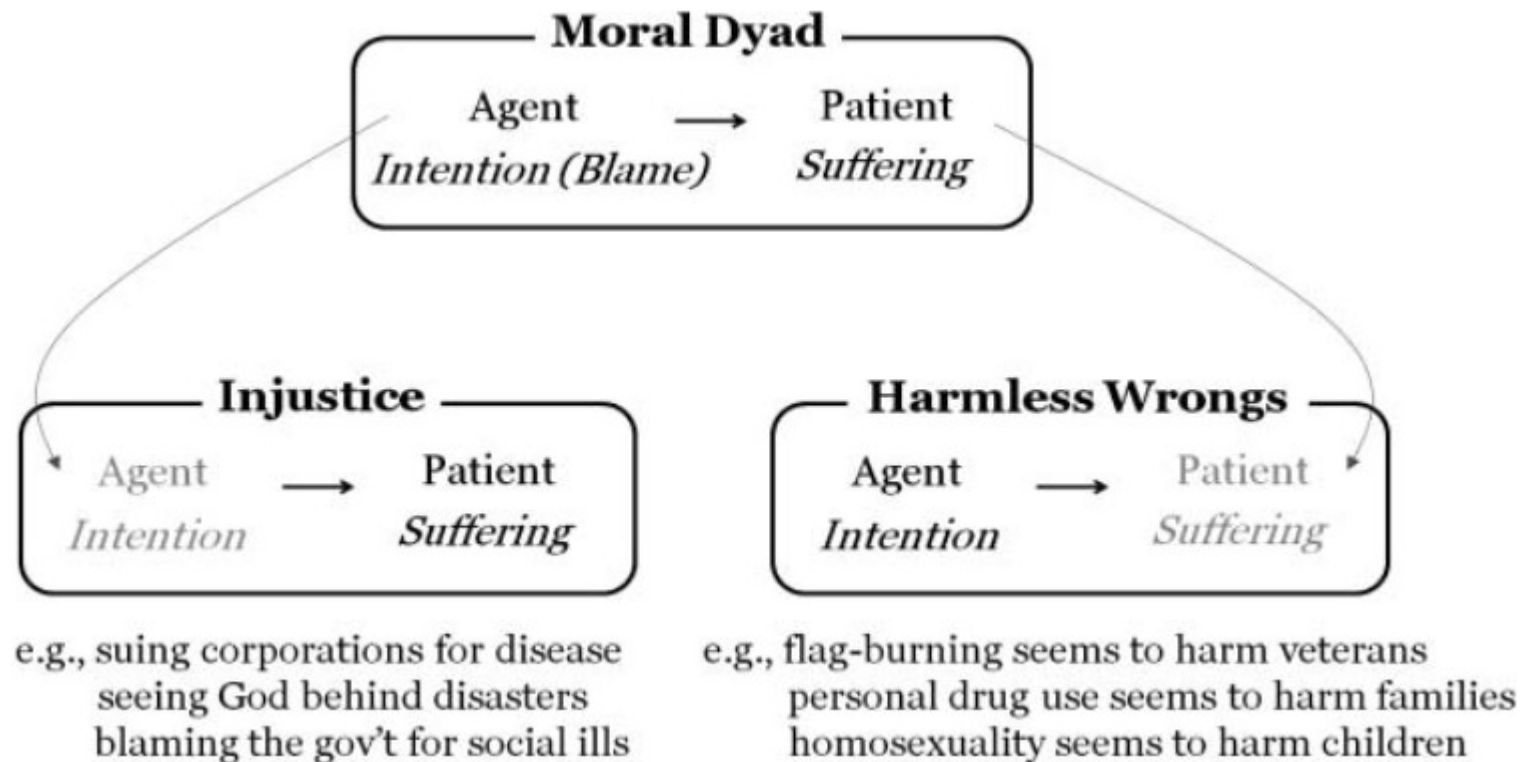 Moral Dyad
Agent → Patient
Intention (Blame) Suffering
Injustice
Agent → Patient
Intention Suffering
e.g., suing corporations for disease
seeing God behind disasters
blaming the gov't for social ills
Harmless Wrongs
Agent → Patient
Intention Suffering
e.g., flag-burning seems to harm veterans
personal drug use seems to harm families
homosexuality seems to harm children